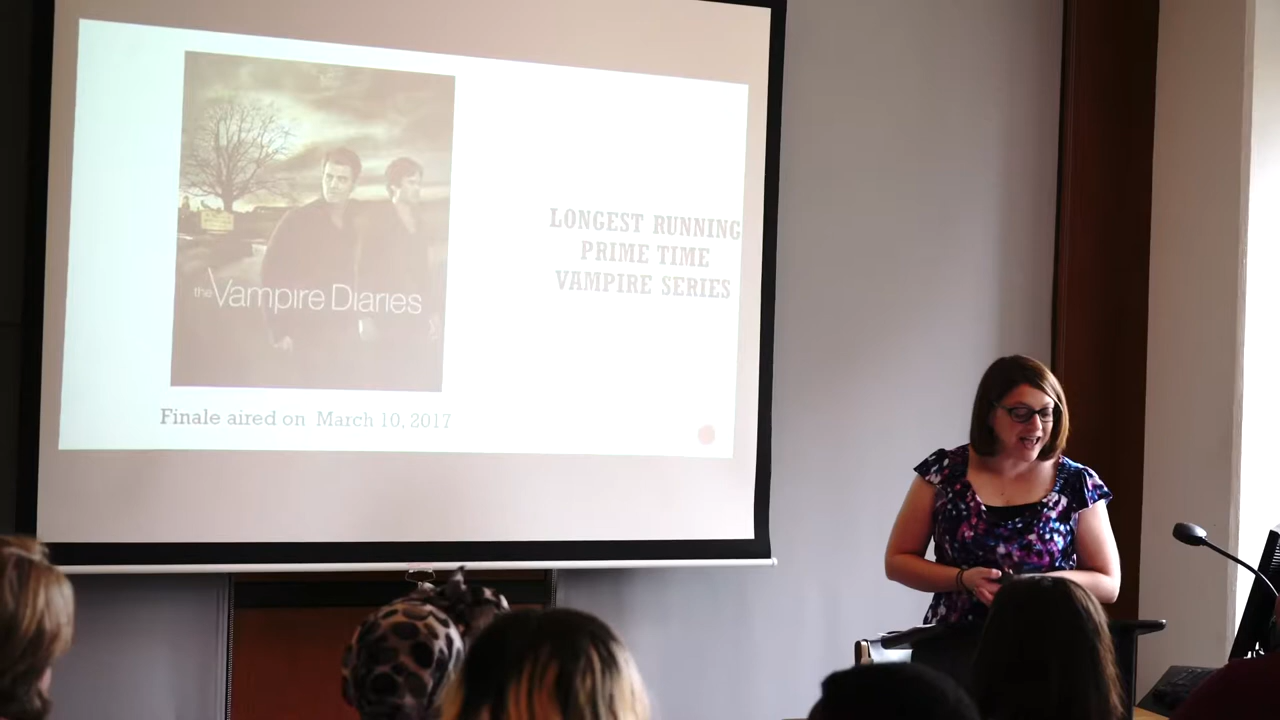 the Vampire Diaries
LONGEST RUNNING
PRIME TIME
VAMPIRE SERIES
Finale aired on March 10, 2017